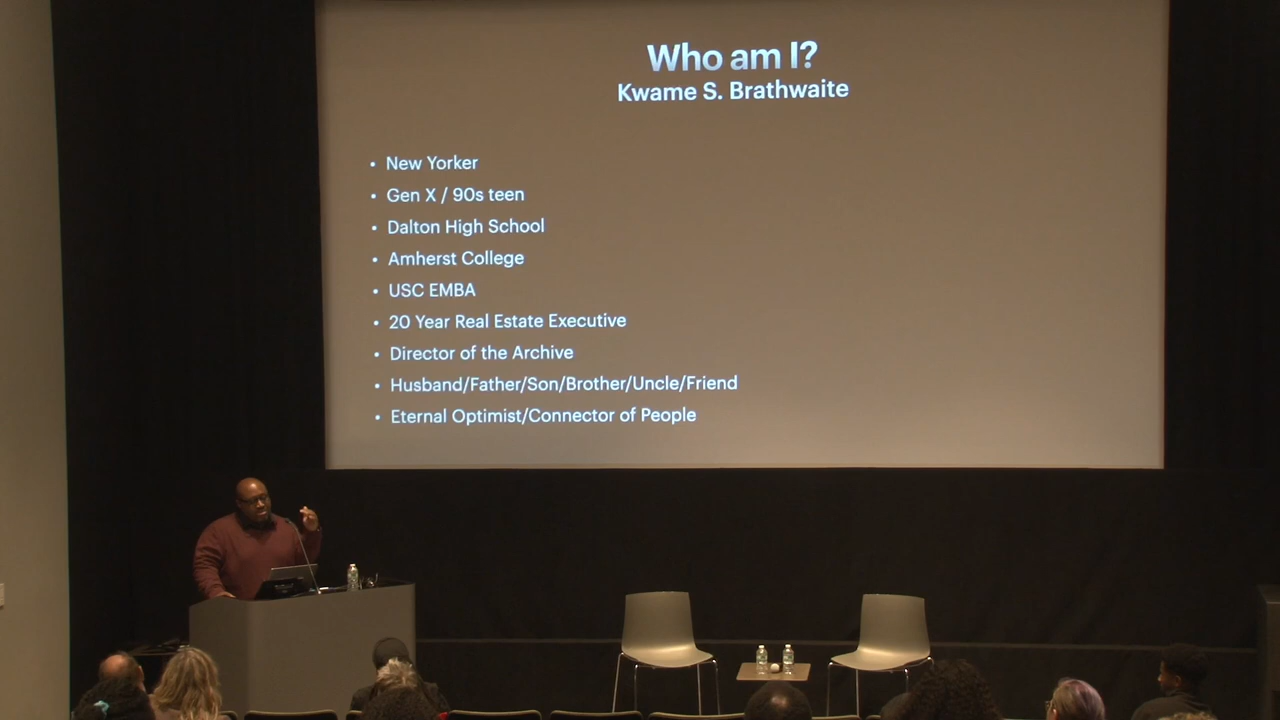 Who am I?
Kwame S. Brathwaite
• New Yorker
• Gen X / 90s teen
• Dalton High School
• Amherst College
• USC EMBA
• 20 Year Real Estate Executive
• Director of the Archive
• Husband/Father/Son/Brother/Uncle/Friend
• Eternal Optimist/Connector of People